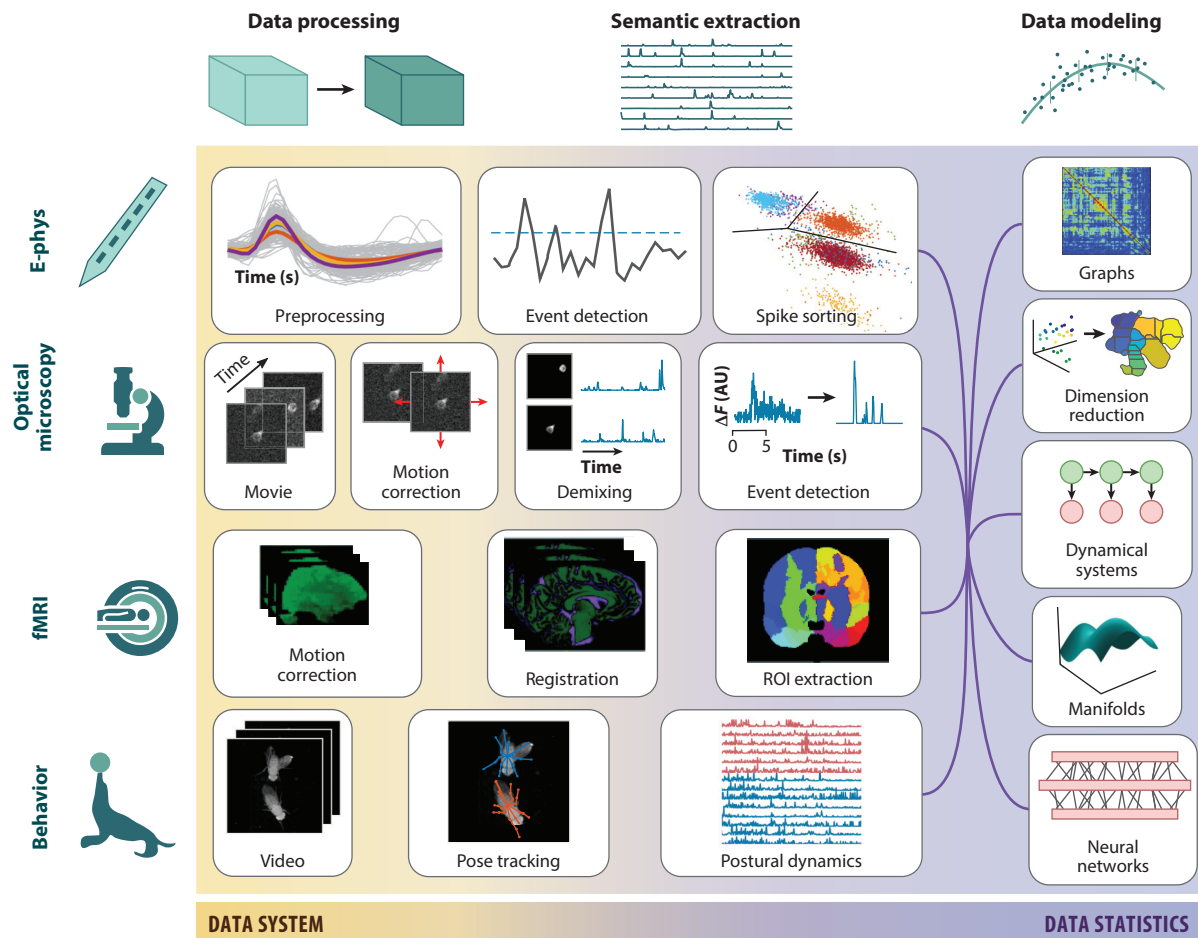 Data processing
Semantic extraction
Data modeling
E-phys
Time (s)
Preprocessing
Event detection
Spike sorting
Graphs
Optical
microscopy
Time
Movie
Motion
correction
Time
Demixing
ΔF (AU)
0 5
Time (s)
Event detection
Dimension
reduction
Dynamical
systems
fMRI
Motion
correction
Registration
ROI extraction
Manifolds
Behavior
Video
Pose tracking
Postural dynamics
Neural
networks
DATA SYSTEM
DATA STATISTICS